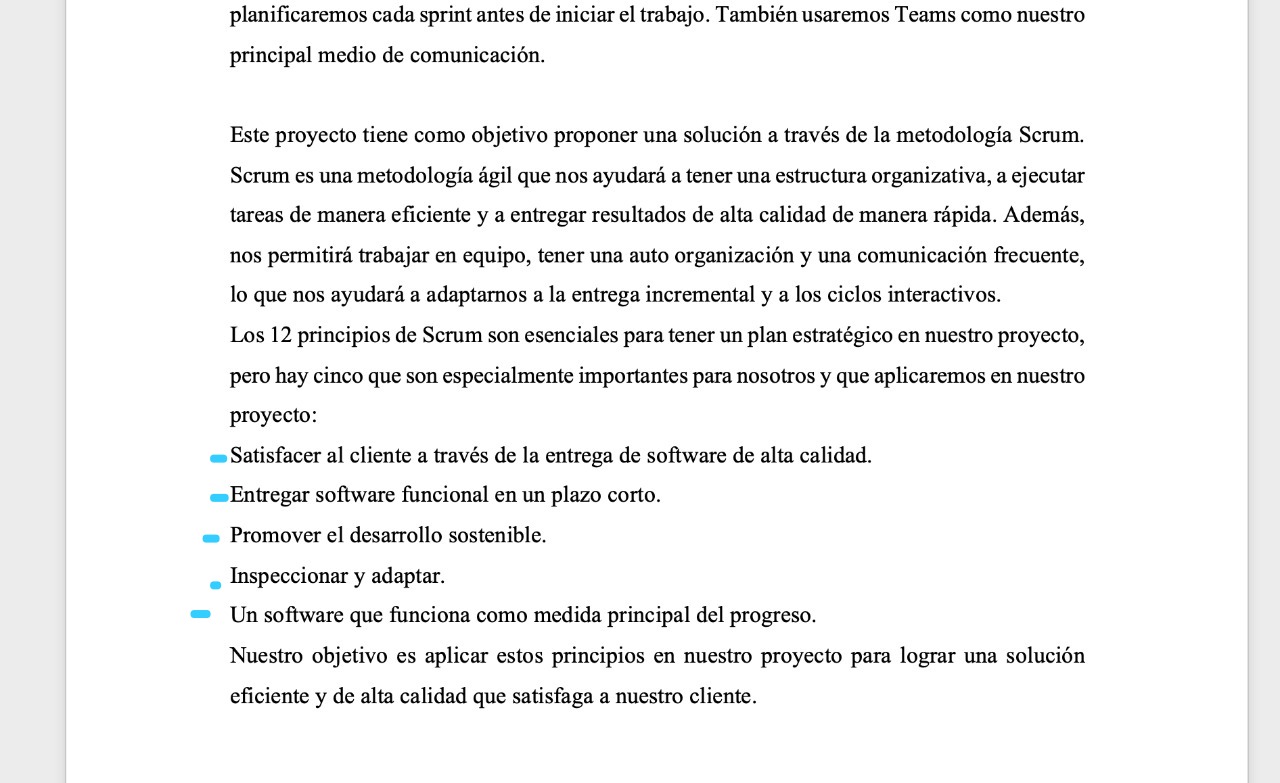 planificaremos cada sprint antes de iniciar el trabajo. También usaremos Teams como nuestro
principal medio de comunicación.
Este proyecto tiene como objetivo proponer una solución a través de la metodología Scrum.
Scrum es una metodología ágil que nos ayudará a tener una estructura organizativa, a ejecutar
tareas de manera eficiente y a entregar resultados de alta calidad de manera rápida. Además,
nos permitirá trabajar en equipo, tener una auto organización y una comunicación frecuente,
lo que nos ayudará a adaptarnos a la entrega incremental y a los ciclos interactivos.
Los 12 principios de Scrum son esenciales para tener un plan estratégico en nuestro proyecto,
pero hay cinco que son especialmente importantes para nosotros y que aplicaremos en nuestro
proyecto:
Satisfacer al cliente a través de la entrega de software de alta calidad.
Entregar software funcional en un plazo corto.
Promover el desarrollo sostenible.
Inspeccionar y adaptar.
Un software que funciona como medida principal del progreso.
Nuestro objetivo es aplicar estos principios en nuestro proyecto para lograr una solución
eficiente y de alta calidad que satisfaga a nuestro cliente.